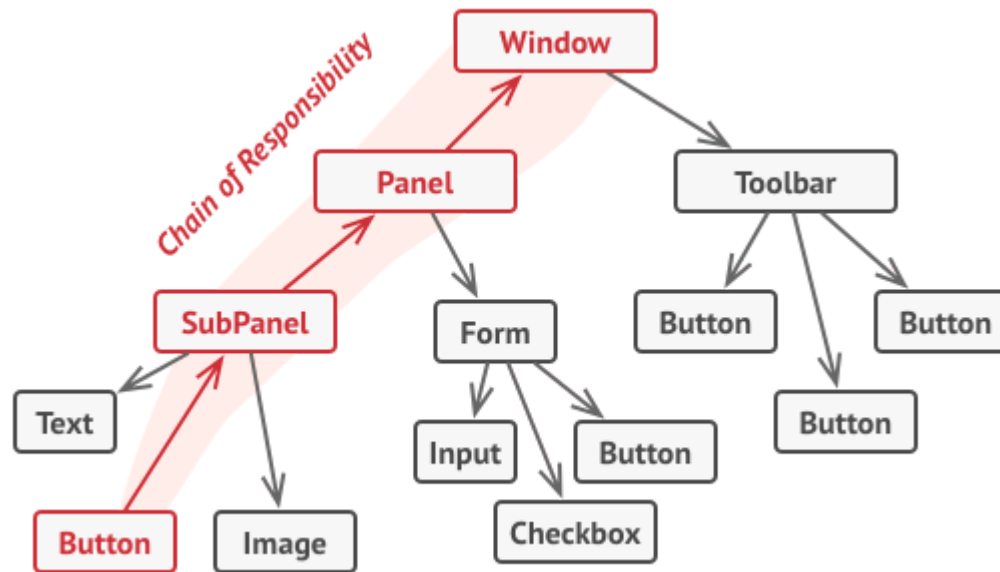 Window
Chain of Responsibility
Panel
Toolbar
SubPanel
Form
Button
Button
Text
Input
Button
Button
Button
Image
Checkbox